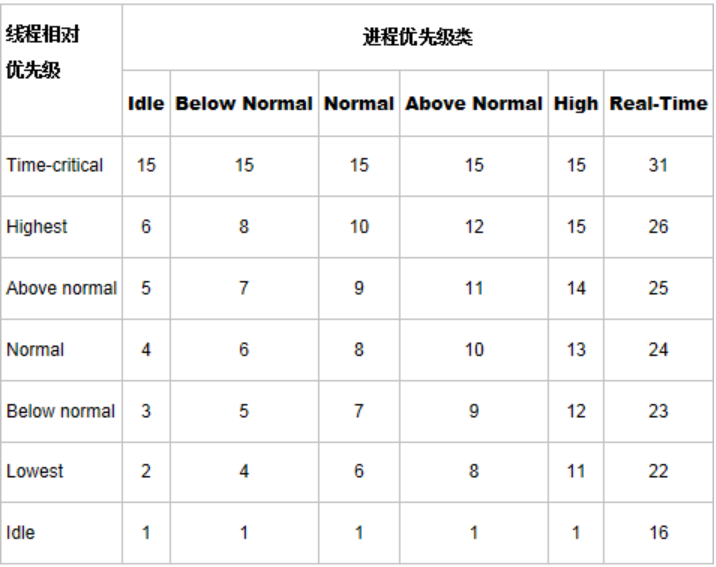 线程相对
优先级
进程优先级类
Idle Below Normal Normal Above Normal High Real-Time
Time-critical 15 15 15 15 15 31
Highest 6 8 10 12 15 26
Above normal 5 7 9 11 14 25
Normal 4 6 8 10 13 24
Below normal 3 5 7 9 12 23
Lowest 2 4 6 8 11 22
Idle 1 1 1 1 1 16